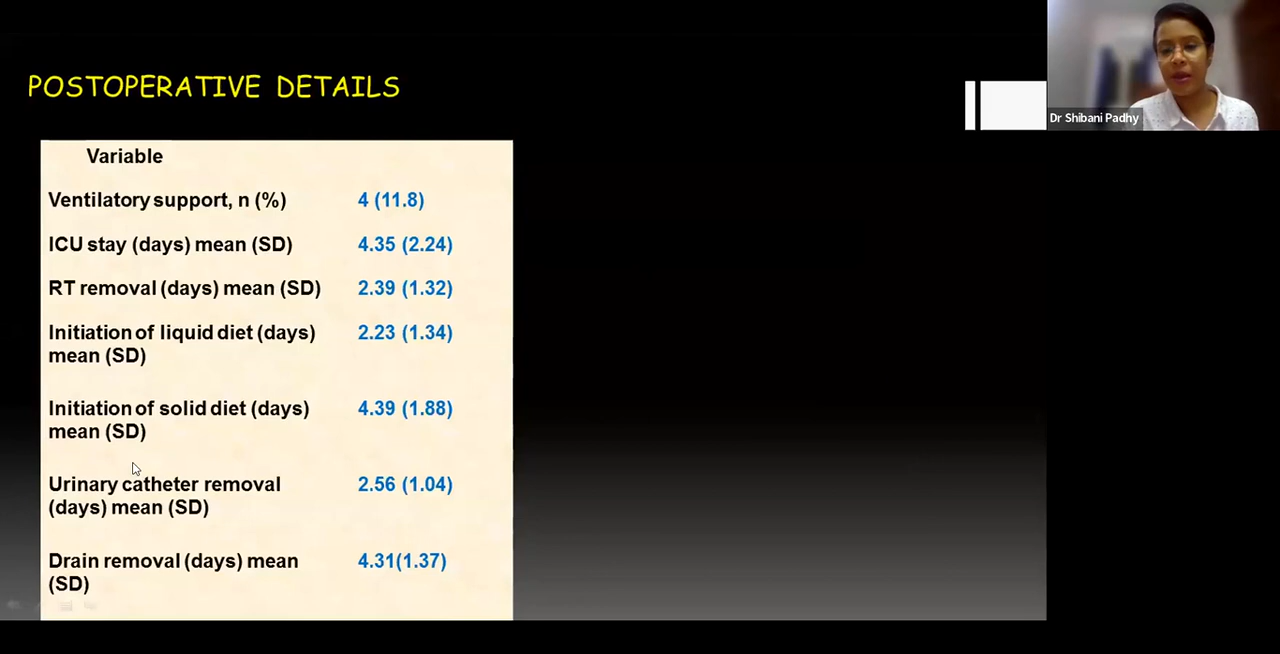 POSTOPERATIVE DETAILS
Dr Shibani Padhy
Variable
Ventilatory support, n (%) 4 (11.8)
ICU stay (days) mean (SD) 4.35 (2.24)
RT removal (days) mean (SD) 2.39 (1.32)
Initiation of liquid diet (days) 2.23 (1.34)
mean (SD)
Initiation of solid diet (days) 4.39 (1.88)
mean (SD)
Urinary catheter removal 2.56 (1.04)
(days) mean (SD)
Drain removal (days) mean 4.31(1.37)
(SD)